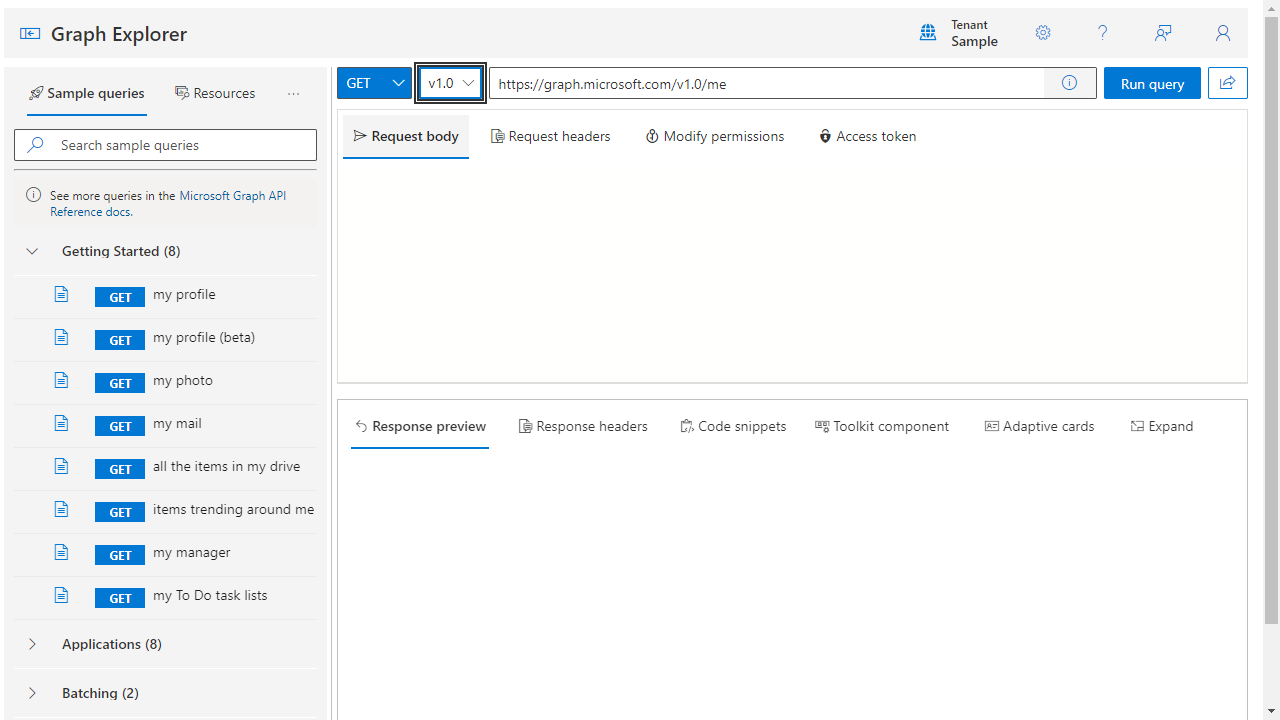 Graph Explorer
Tenant
Sample
Sample queries
Resources
Search sample queries
See more queries in the Microsoft Graph API
Reference docs.
Getting Started (8)
GET my profile
GET my profile (beta)
GET my photo
GET my mail
GET all the items in my drive
GET items trending around me
GET my manager
GET my To Do task lists
Applications (8)
Batching (2)
GET
v1.0
https://graph.microsoft.com/v1.0/me
Run query
Request body
Request headers
Modify permissions
Access token
Response preview
Response headers
Code snippets
Toolkit component
Adaptive cards
Expand